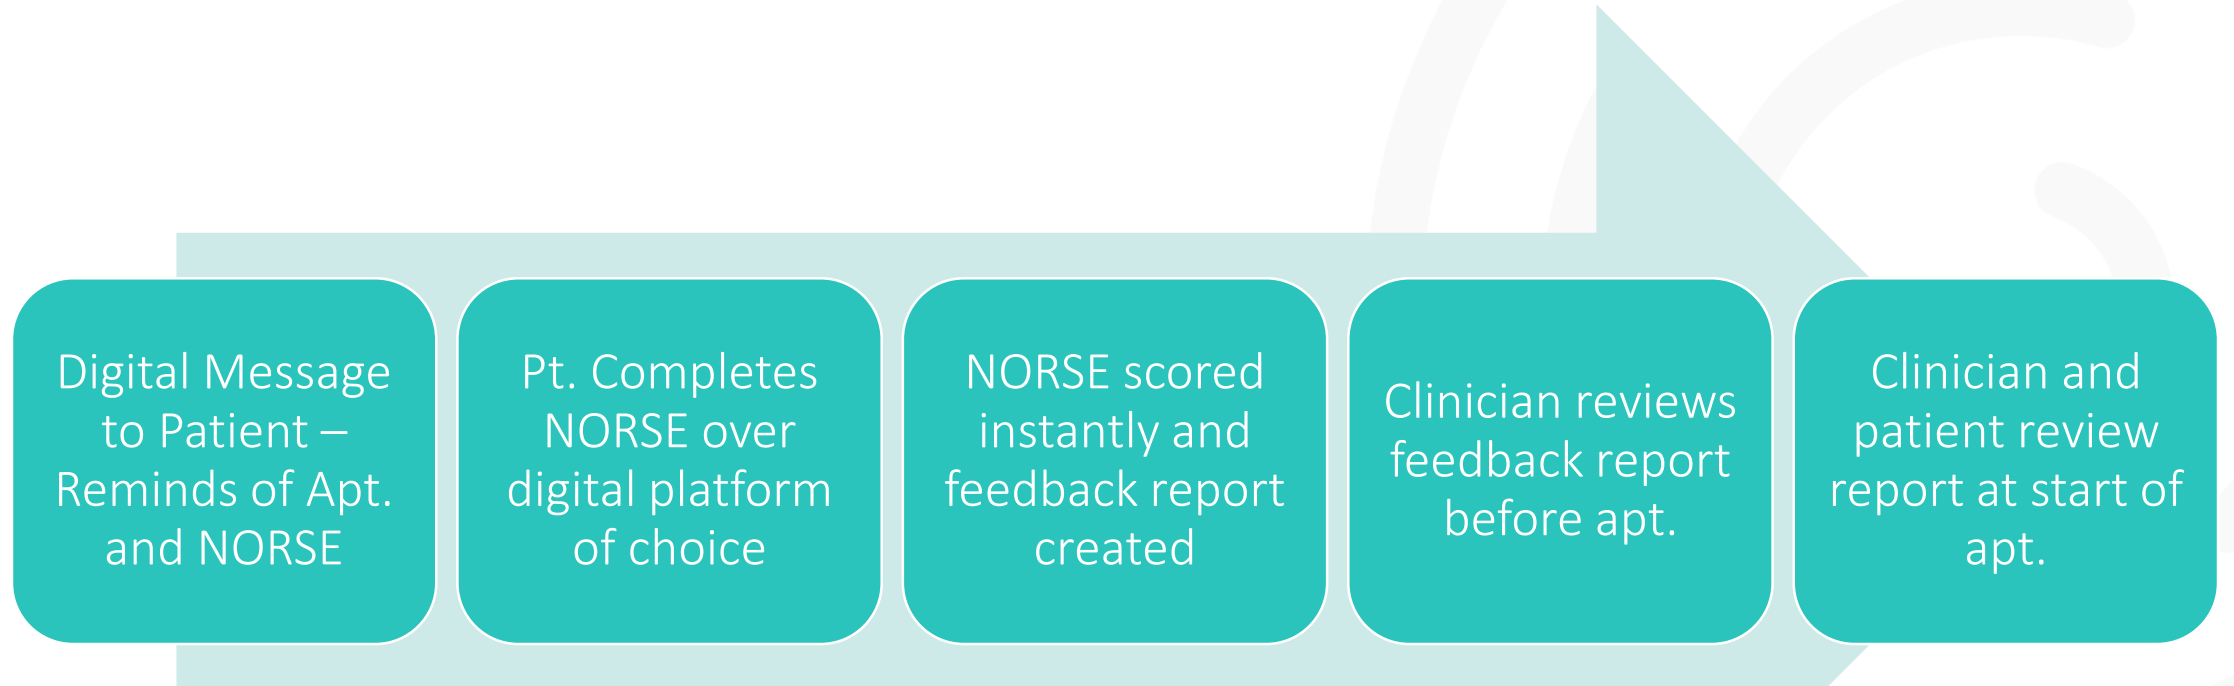 Digital Message
to Patient –
Reminds of Apt.
and NORSE
Pt. Completes
NORSE over
digital platform
of choice
NORSE scored
instantly and
feedback report
created
Clinician reviews
feedback report
before apt.
Clinician and
patient review
report at start of
apt.